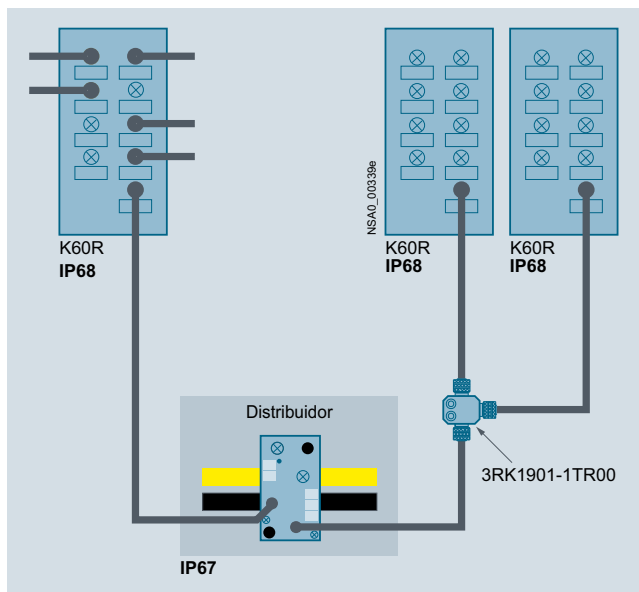 K60R
IP68
NSA0_00339e
K60R
IP68
K60R
IP68
Distribuidor
3RK1901-1TR00
IP67